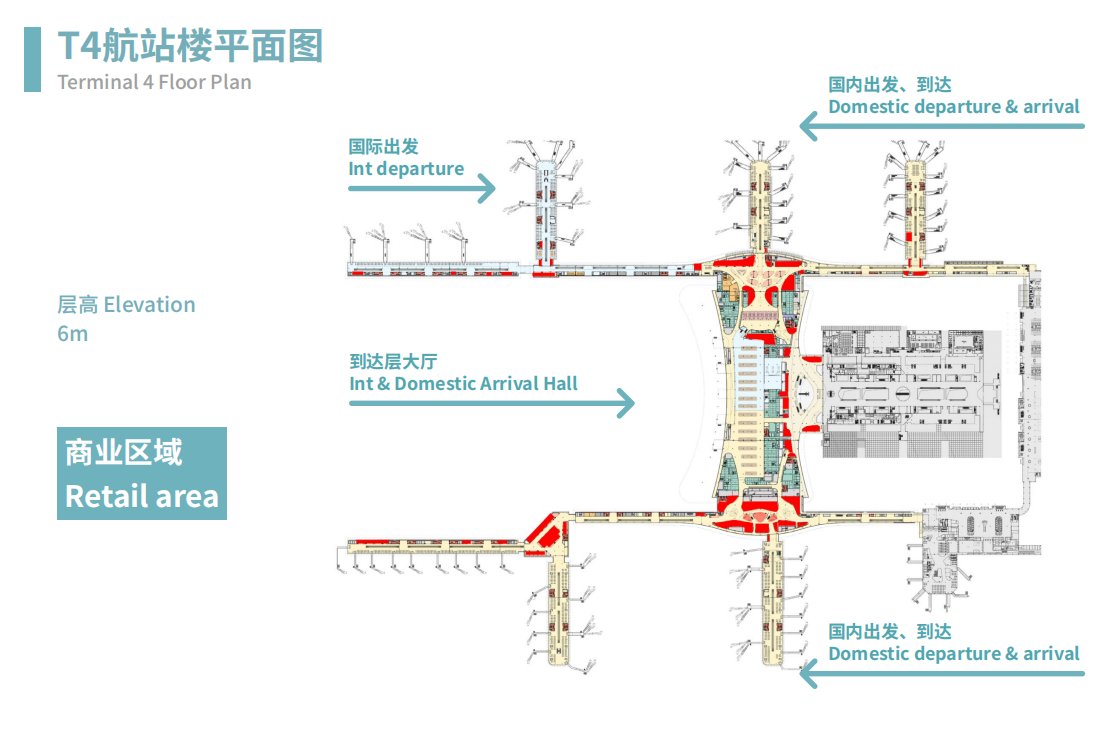 T4航站楼平面图
Terminal 4 Floor Plan
国内出发、到达
Domestic departure & arrival
国际出发
Int departure
层高 Elevation
6m
到达层大厅
Int & Domestic Arrival Hall
商业区域
Retail area
国内出发、到达
Domestic departure & arrival